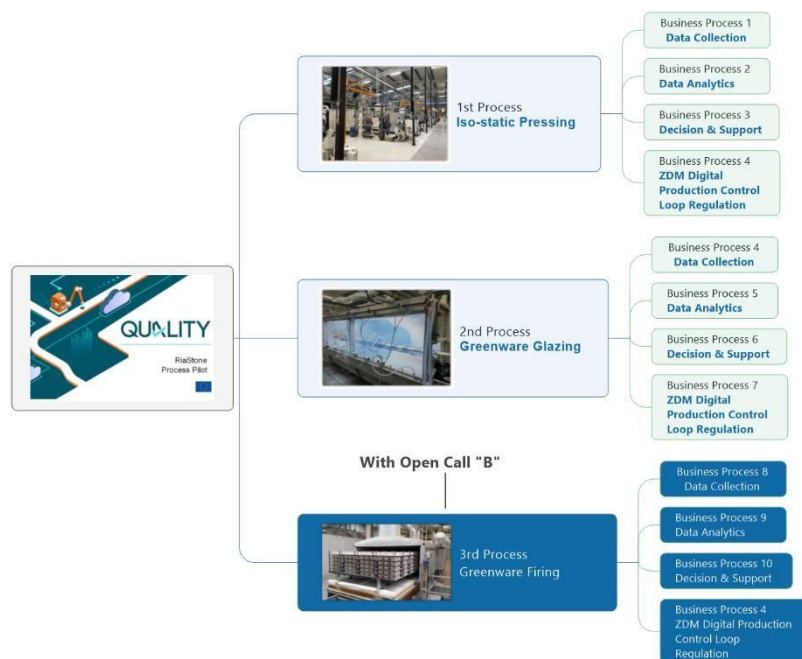 QU∧LITY
RiaStone
Process Pilot
1st Process
Iso-static Pressing
Business Process 1
Data Collection
Business Process 2
Data Analytics
Business Process 3
Decision & Support
Business Process 4
ZDM Digital
Production Control
Loop Regulation
2nd Process
Greenware Glazing
Business Process 4
Data Collection
Business Process 5
Data Analytics
Business Process 6
Decision & Support
Business Process 7
ZDM Digital
Production Control
Loop Regulation
With Open Call "B"
3rd Process
Greenware Firing
Business Process 8
Data Collection
Business Process 9
Data Analytics
Business Process 10
Decision & Support
Business Process 4
ZDM Digital Production
Control Loop
Regulation